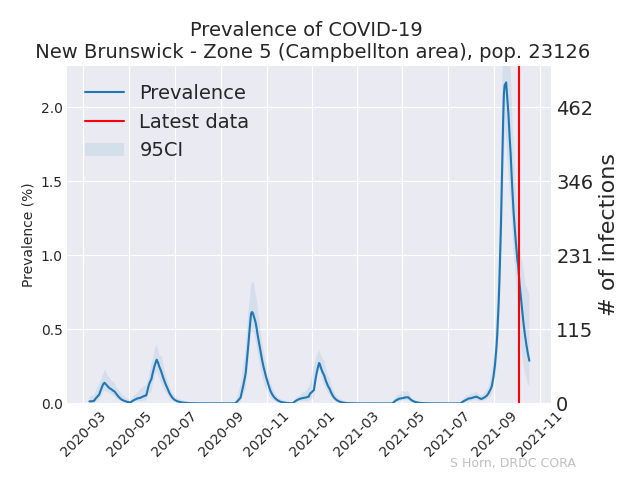 Prevalence of COVID-19
New Brunswick - Zone 5 (Campbellton area), pop. 23126
Prevalence
Latest data
95CI
Prevalence (%)
2.0
1.5
1.0
0.5
0.0
462
346
231
115
0
# of infections
2020-03
2020-05
2020-07
2020-09
2020-11
2021-01
2021-03
2021-05
2021-07
2021-09
2021-11
S Horn, DRDC CORA